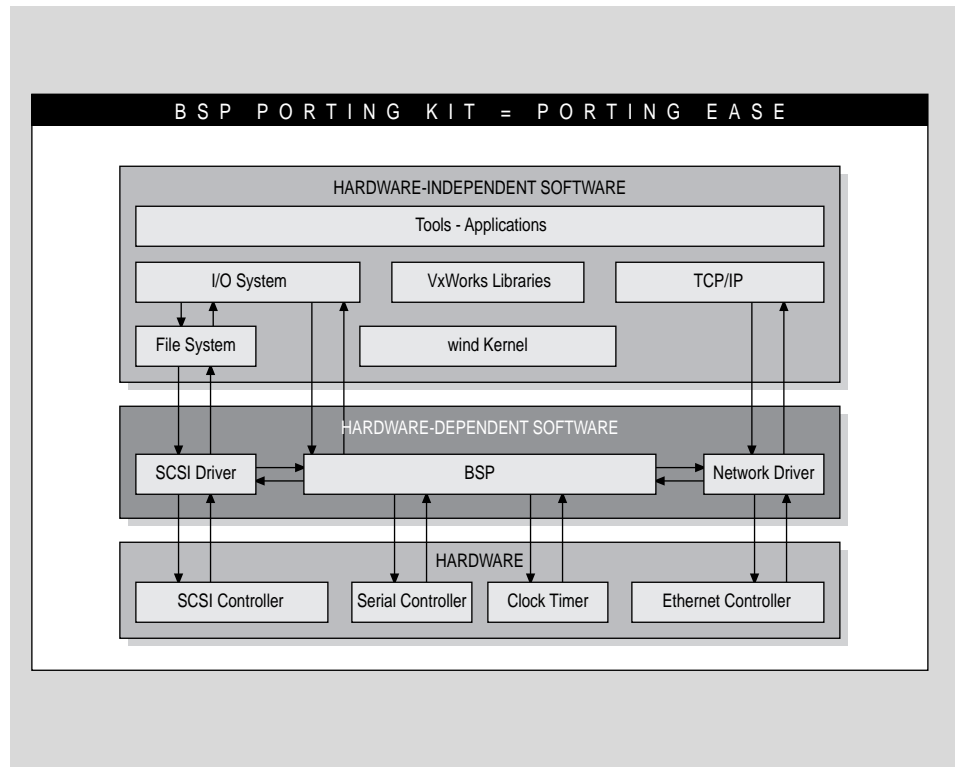 BSP PORTING KIT = PORTING EASE
HARDWARE-INDEPENDENT SOFTWARE
Tools - Applications
I/O System
VxWorks Libraries
TCP/IP
File System
wind Kernel
HARDWARE-DEPENDENT SOFTWARE
SCSI Driver
BSP
Network Driver
HARDWARE
SCSI Controller
Serial Controller
Clock Timer
Ethernet Controller